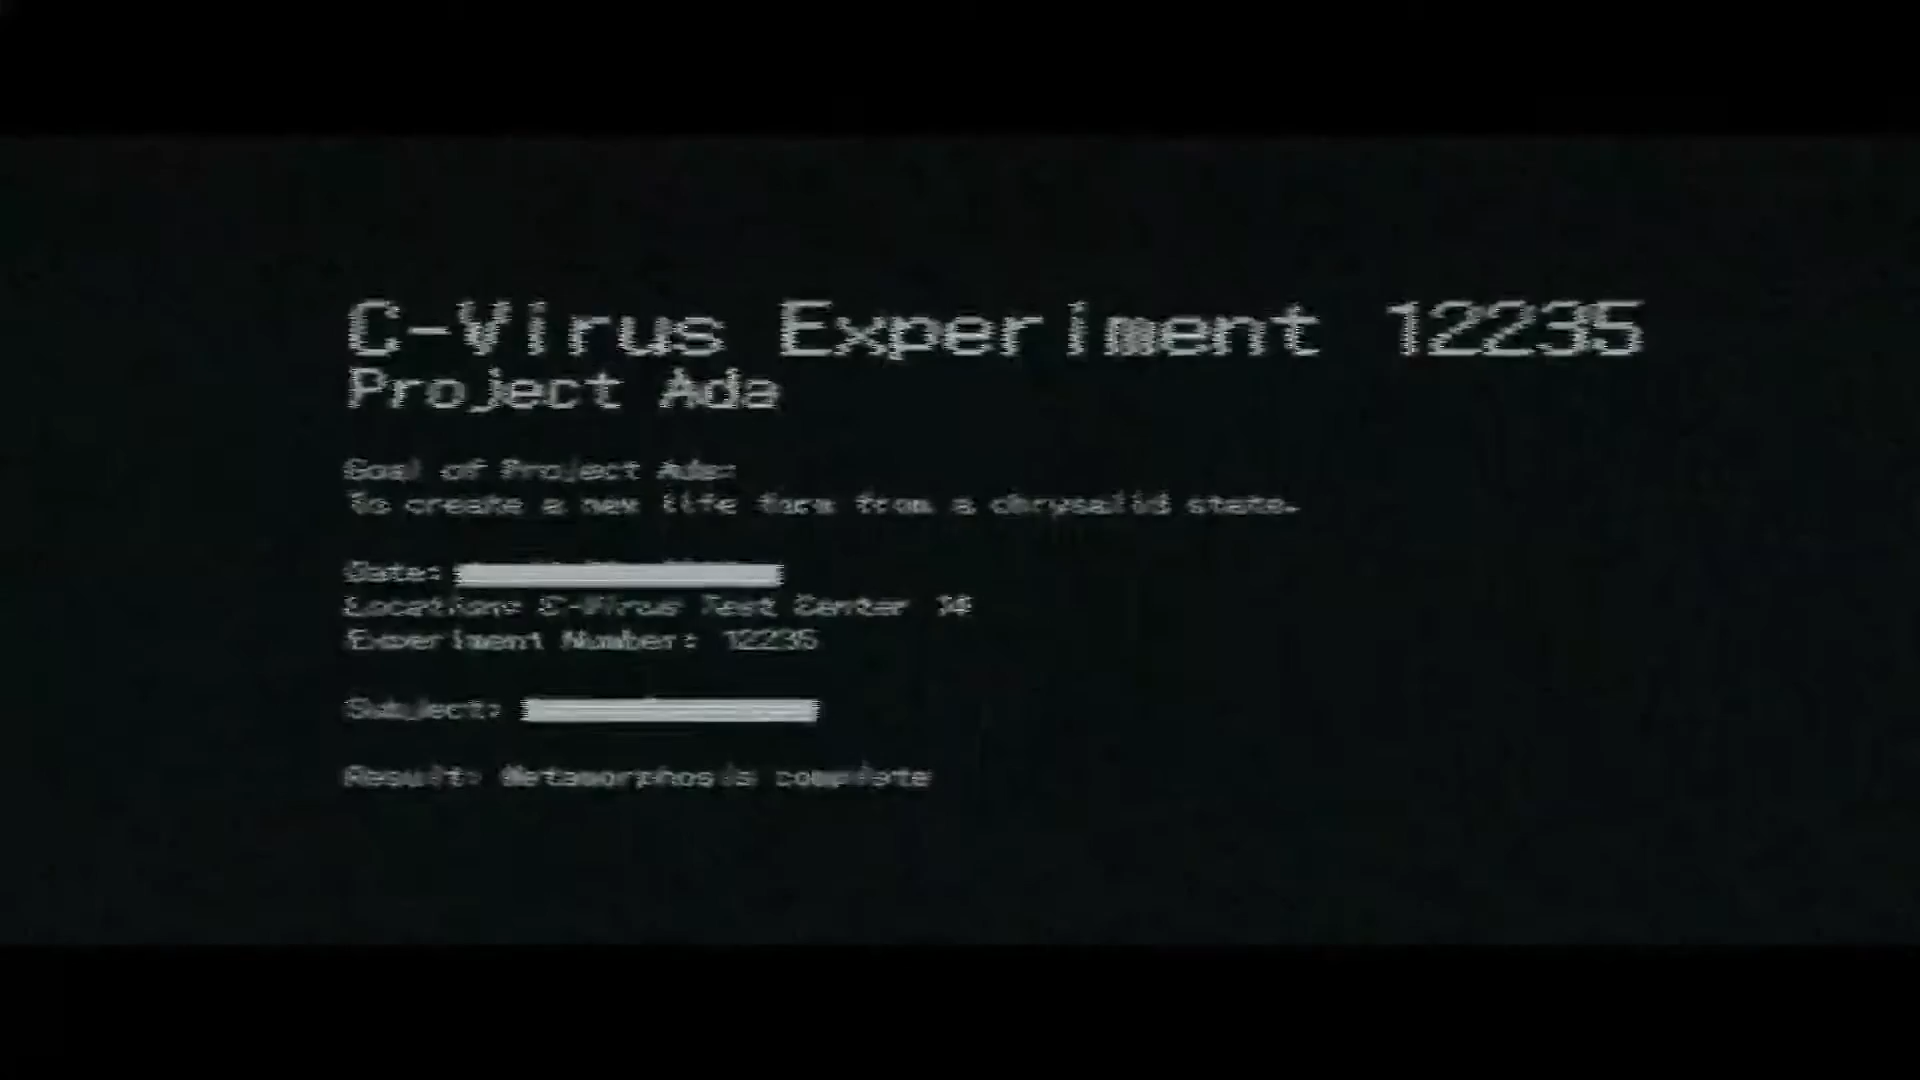 C-Virus Experiment 12235
Project Ada
Goal of Project Ada:
To create a new life form from a chrysalid state.
Date:
Location: C-Virus Test Center 14
Experiment Number: 12235
Subject:
Result: Metamorphosis complete